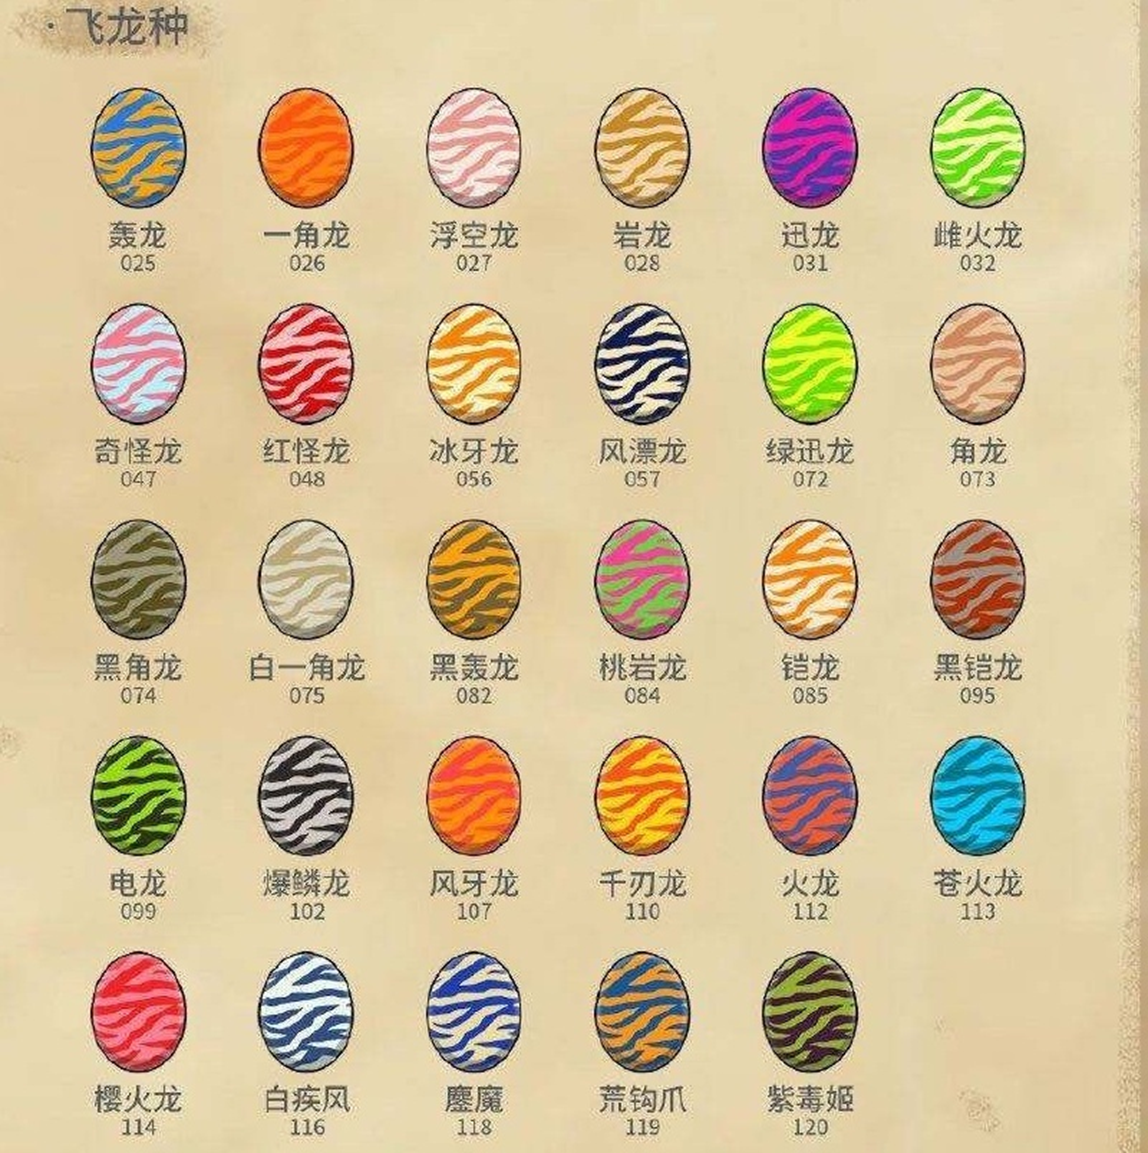 ·飞龙种
轰龙 一角龙 浮空龙 岩龙 迅龙 雌火龙
025 026 027 028 031 032
奇怪龙 红怪龙 冰牙龙 风漂龙 绿迅龙 角龙
047 048 056 057 072 073
黑角龙 白一角龙 黑轰龙 桃岩龙 铠龙 黑铠龙
074 075 082 084 085 095
电龙 爆鳞龙 风牙龙 千刃龙 火龙 苍火龙
099 102 107 110 112 113
樱火龙 白疾风 鏖魔 荒钩爪 紫毒姬
114 116 118 119 120